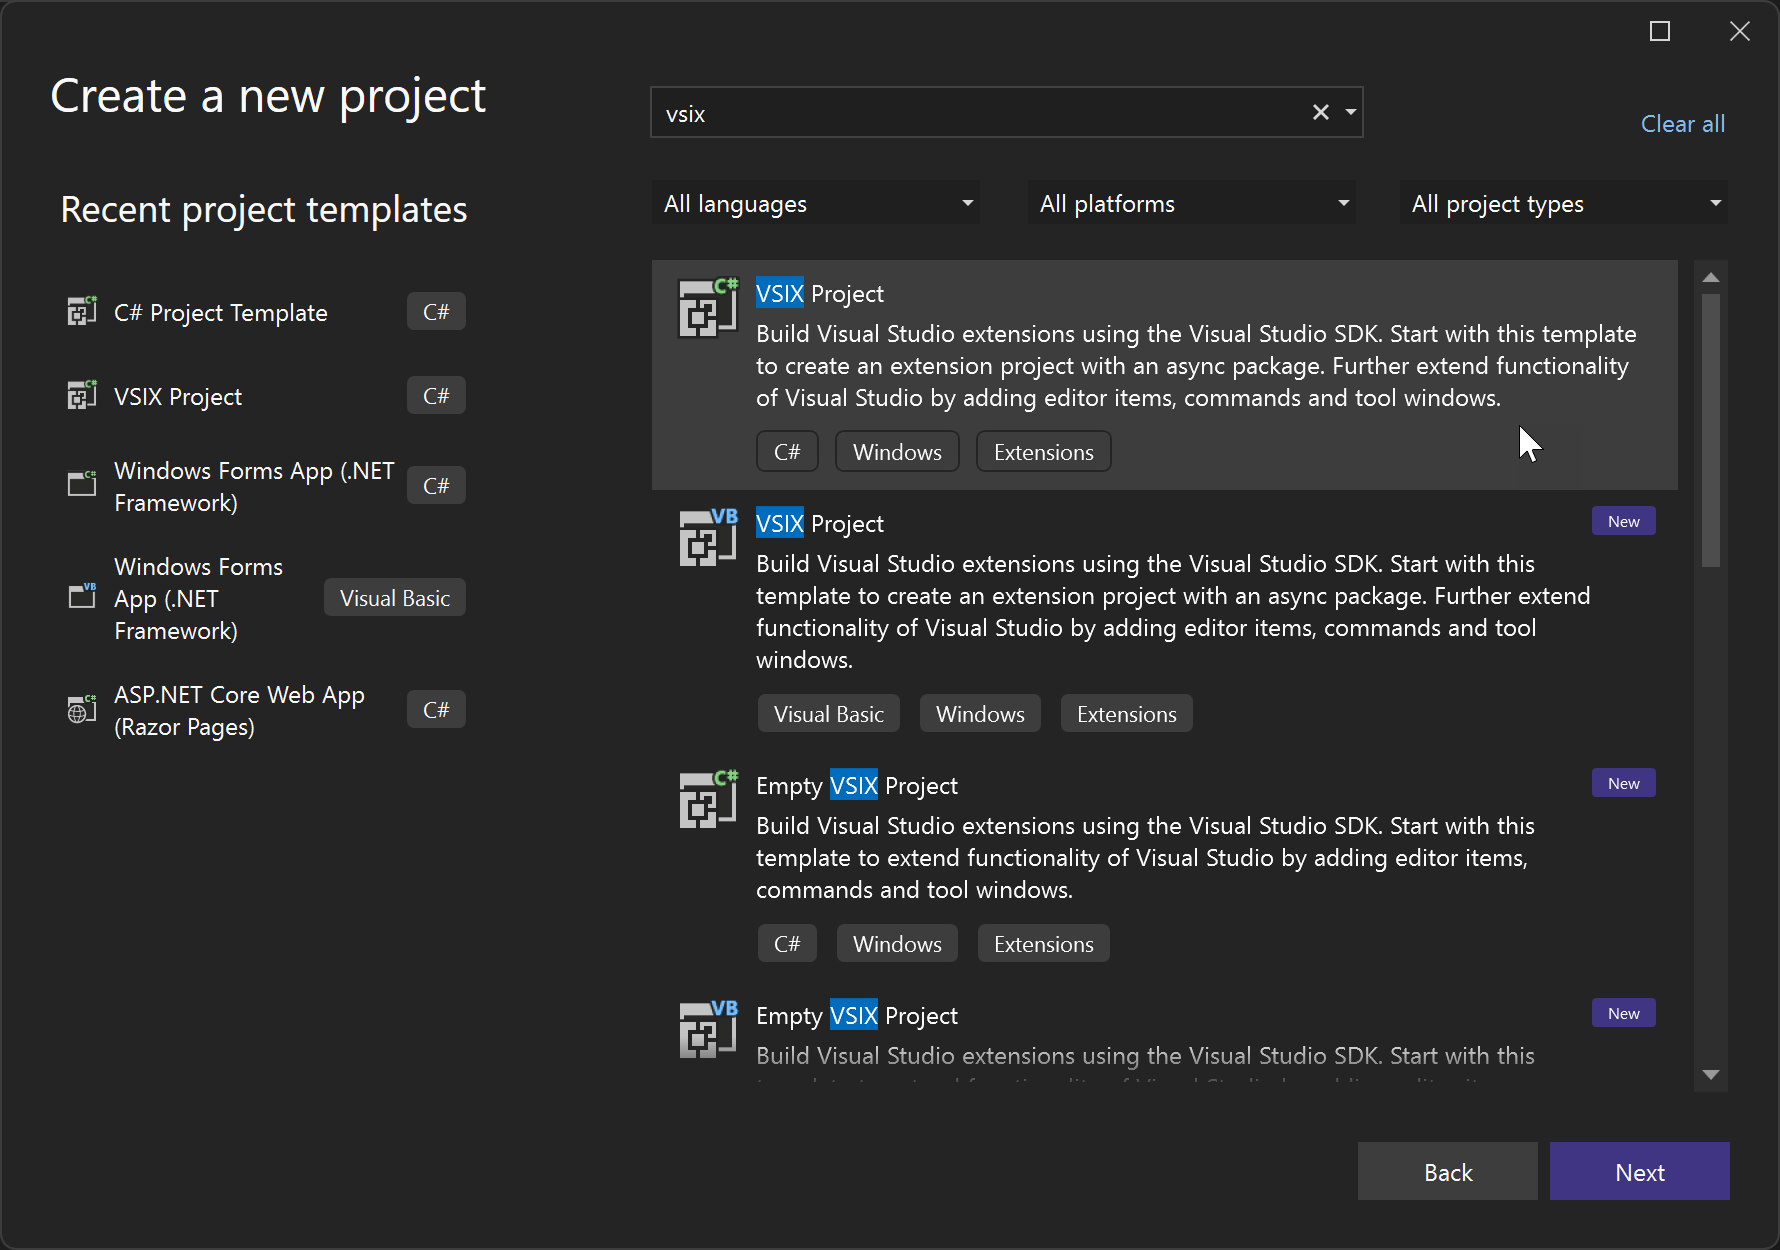 Create a new project
vsix
Clear all
Recent project templates
All languages
All platforms
All project types
C# Project Template
C#
VSIX Project
C#
Windows Forms App (.NET
Framework)
C#
Windows Forms
App (.NET
Framework)
Visual Basic
ASP.NET Core Web App
(Razor Pages)
C#
C#
VSIX Project
Build Visual Studio extensions using the Visual Studio SDK. Start with this template
to create an extension project with an async package. Further extend functionality
of Visual Studio by adding editor items, commands and tool windows.
C# Windows Extensions
VB
VSIX Project
New
Build Visual Studio extensions using the Visual Studio SDK. Start with this
template to create an extension project with an async package. Further extend
functionality of Visual Studio by adding editor items, commands and tool
windows.
Visual Basic Windows Extensions
C#
Empty VSIX Project
New
Build Visual Studio extensions using the Visual Studio SDK. Start with this
template to extend functionality of Visual Studio by adding editor items,
commands and tool windows.
C# Windows Extensions
VB
Empty VSIX Project
New
Build Visual Studio extensions using the Visual Studio SDK. Start with this
Back
Next